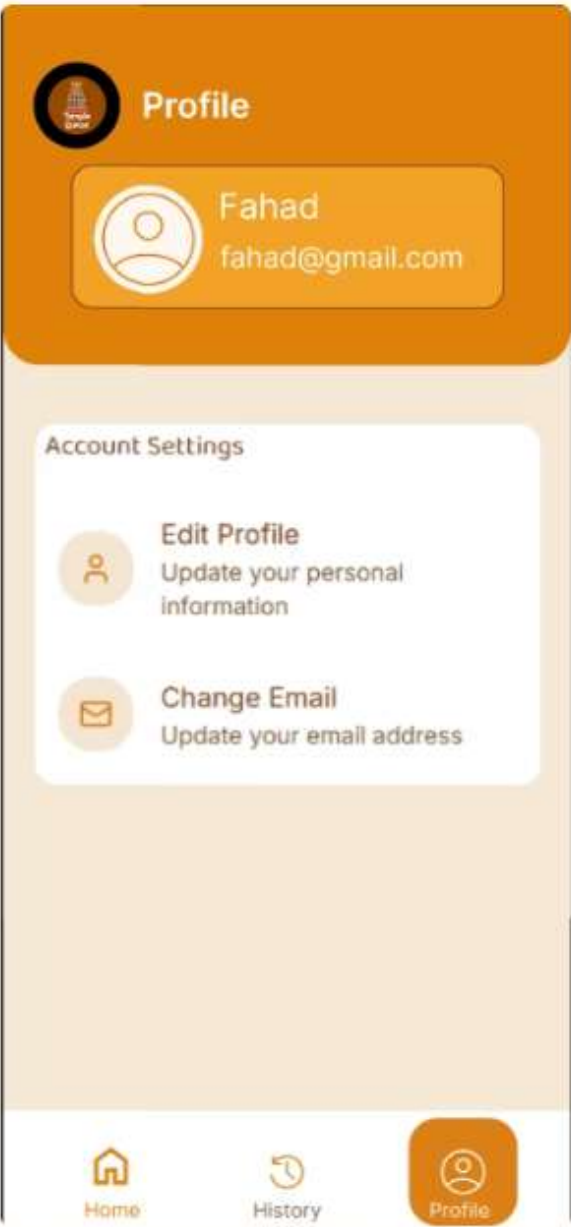 Profile
Fahad
fahad@gmail.com
Account Settings
Edit Profile
Update your personal
information
Change Email
Update your email address
Home
History
Profile